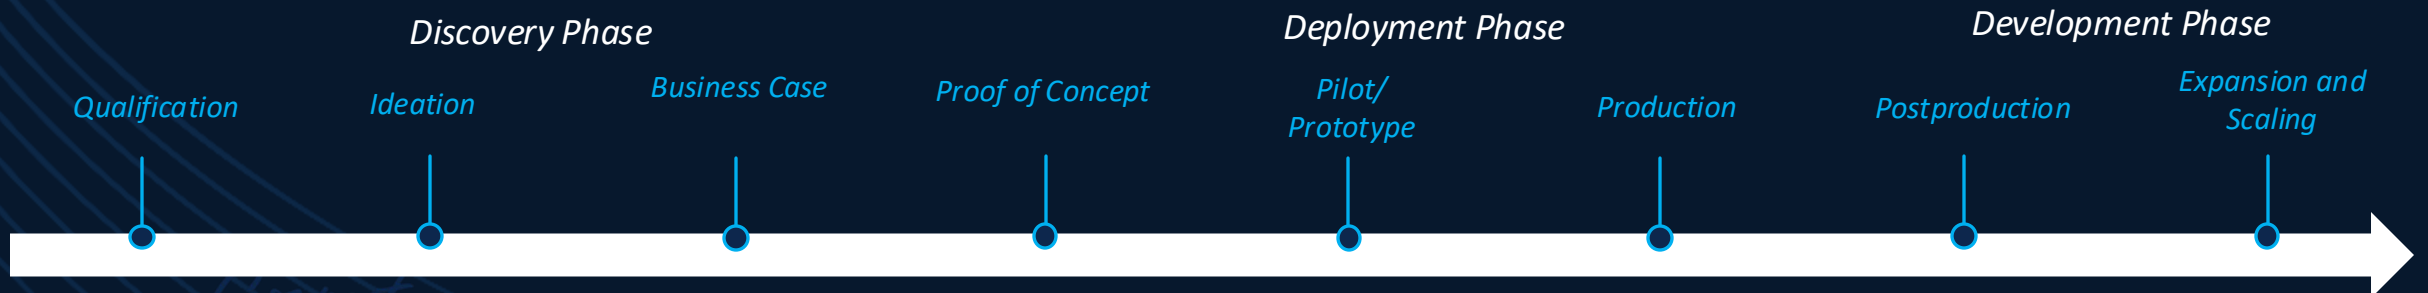 Discovery Phase
Deployment Phase
Development Phase
Qualification
Ideation
Business Case
Proof of Concept
Pilot/
Prototype
Production
Postproduction
Expansion and
Scaling